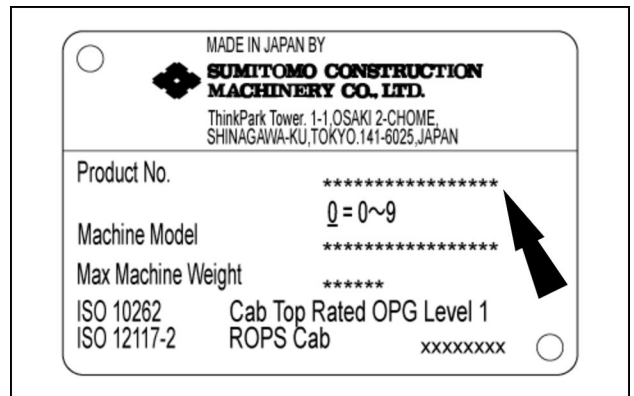 MADE IN JAPAN BY
SUMITOMO CONSTRUCTION
MACHINERY CO., LTD.
ThinkPark Tower. 1-1,OSAKI 2-CHOME,
SHINAGAWA-KU,TOKYO.141-6025,JAPAN
Product No. *****************
0 = 0~9
Machine Model *****************
Max Machine Weight ******
ISO 10262 Cab Top Rated OPG Level 1
ISO 12117-2 ROPS Cab xxxxxxxx